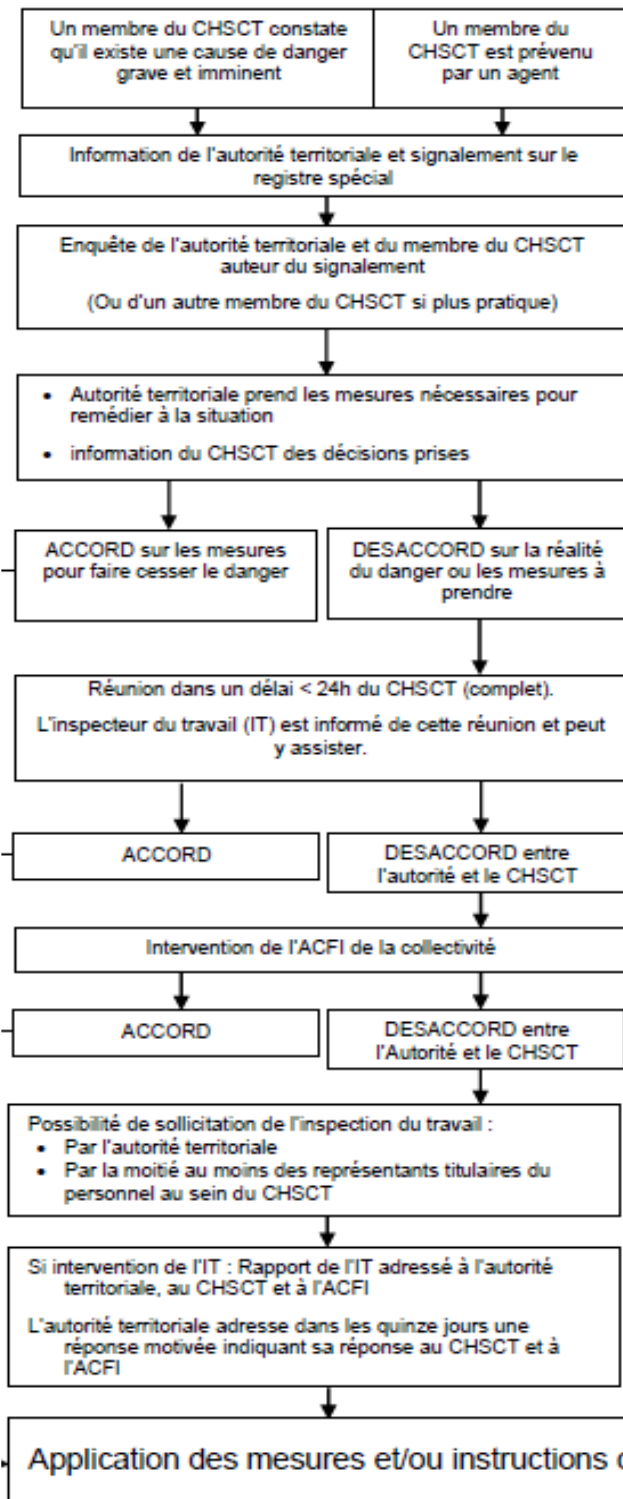 Un membre du CHSCT constate
qu'il existe une cause de danger
grave et imminent
Un membre du
CHSCT est prévenu
par un agent
Information de l'autorité territoriale et signalement sur le
registre spécial
Enquête de l'autorité territoriale et du membre du CHSCT
auteur du signalement
(Ou d'un autre membre du CHSCT si plus pratique)
• Autorité territoriale prend les mesures nécessaires pour
remédier à la situation
• information du CHSCT des décisions prises
ACCORD sur les mesures
pour faire cesser le danger
DESACCORD sur la réalité
du danger ou les mesures à
prendre
Réunion dans un délai < 24h du CHSCT (complet).
L'inspecteur du travail (IT) est informé de cette réunion et peut
y assister.
ACCORD
DESACCORD entre
l'autorité et le CHSCT
Intervention de l'ACFI de la collectivité
ACCORD
DESACCORD entre
l'Autorité et le CHSCT
Possibilité de sollicitation de l'inspection du travail :
• Par l'autorité territoriale
• Par la moitié au moins des représentants titulaires du
personnel au sein du CHSCT
Si intervention de l'IT : Rapport de l'IT adressé à l'autorité
territoriale, au CHSCT et à l'ACFI
L'autorité territoriale adresse dans les quinze jours une
réponse motivée indiquant sa réponse au CHSCT et à
l'ACFI
Application des mesures et/ou instructions